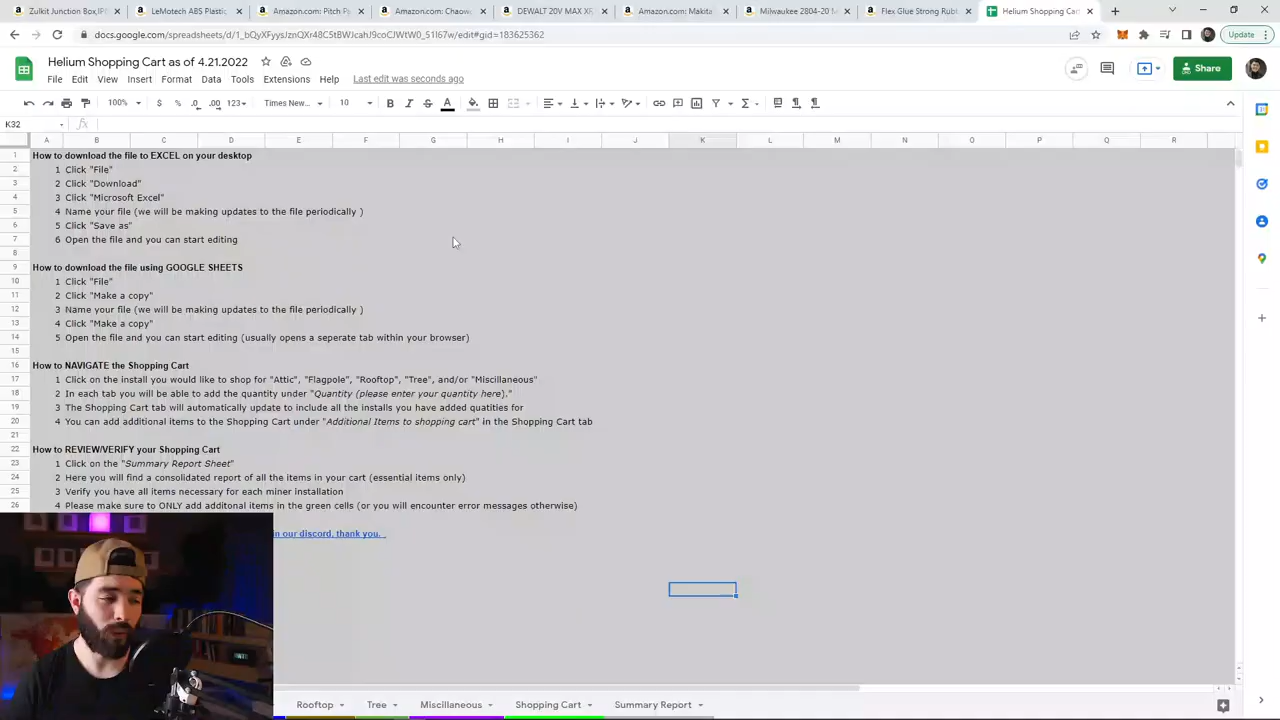 Zulkit Junction Box,IP
LeMotech ABS Plastic
Amazon.com: Pitch Pa
Amazon.com: Chaow
DEWALT 20V MAX XR
Amazon.com: Makita
Milwaukee 2804-20 M
Flex Glue Strong Rub
Helium Shopping Cart
docs.google.com/spreadsheets/d/1_bQyXFyysJznQXr48C5tBWJcahJ9coCJWtW0_51I67w/edit#gid=183625362
Update
Helium Shopping Cart as of 4.21.2022
File Edit View Insert Format Data Tools Extensions Help Last edit was seconds ago
Share
100% $ % .0 .00 123 Times New... 10 B I S A
K32
A B C D E F G H I J K L M N O P Q R
1 How to download the file to EXCEL on your desktop
2 1 Click "File"
3 2 Click "Download"
4 3 Click "Microsoft Excel"
5 4 Name your file (we will be making updates to the file periodically )
6 5 Click "Save as"
7 6 Open the file and you can start editing
8
9 How to download the file using GOOGLE SHEETS
10 1 Click "File"
11 2 Click "Make a copy"
12 3 Name your file (we will be making updates to the file periodically )
13 4 Click "Make a copy"
14 5 Open the file and you can start editing (usually opens a seperate tab within your browser)
15
16 How to NAVIGATE the Shopping Cart
17 1 Click on the install you would like to shop for "Attic", "Flagpole", "Rooftop", "Tree", and/or "Miscellaneous"
18 2 In each tab you will be able to add the quantity under "Quantity (please enter your quantity here)."
19 3 The Shopping Cart tab will automatically update to include all the installs you have added quatities for
20 4 You can add additional items to the Shopping Cart under "Additional Items to shopping cart" in the Shopping Cart tab
21
22 How to REVIEW/VERIFY your Shopping Cart
23 1 Click on the "Summary Report Sheet"
24 2 Here you will find a consolidated report of all the items in your cart (essential items only)
25 3 Verify you have all items necessary for each miner installation
26 4 Please make sure to ONLY add additonal items in the green cells (or you will encounter error messages otherwise)
in our discord, thank you.
Rooftop Tree Miscellaneous Shopping Cart Summary Report